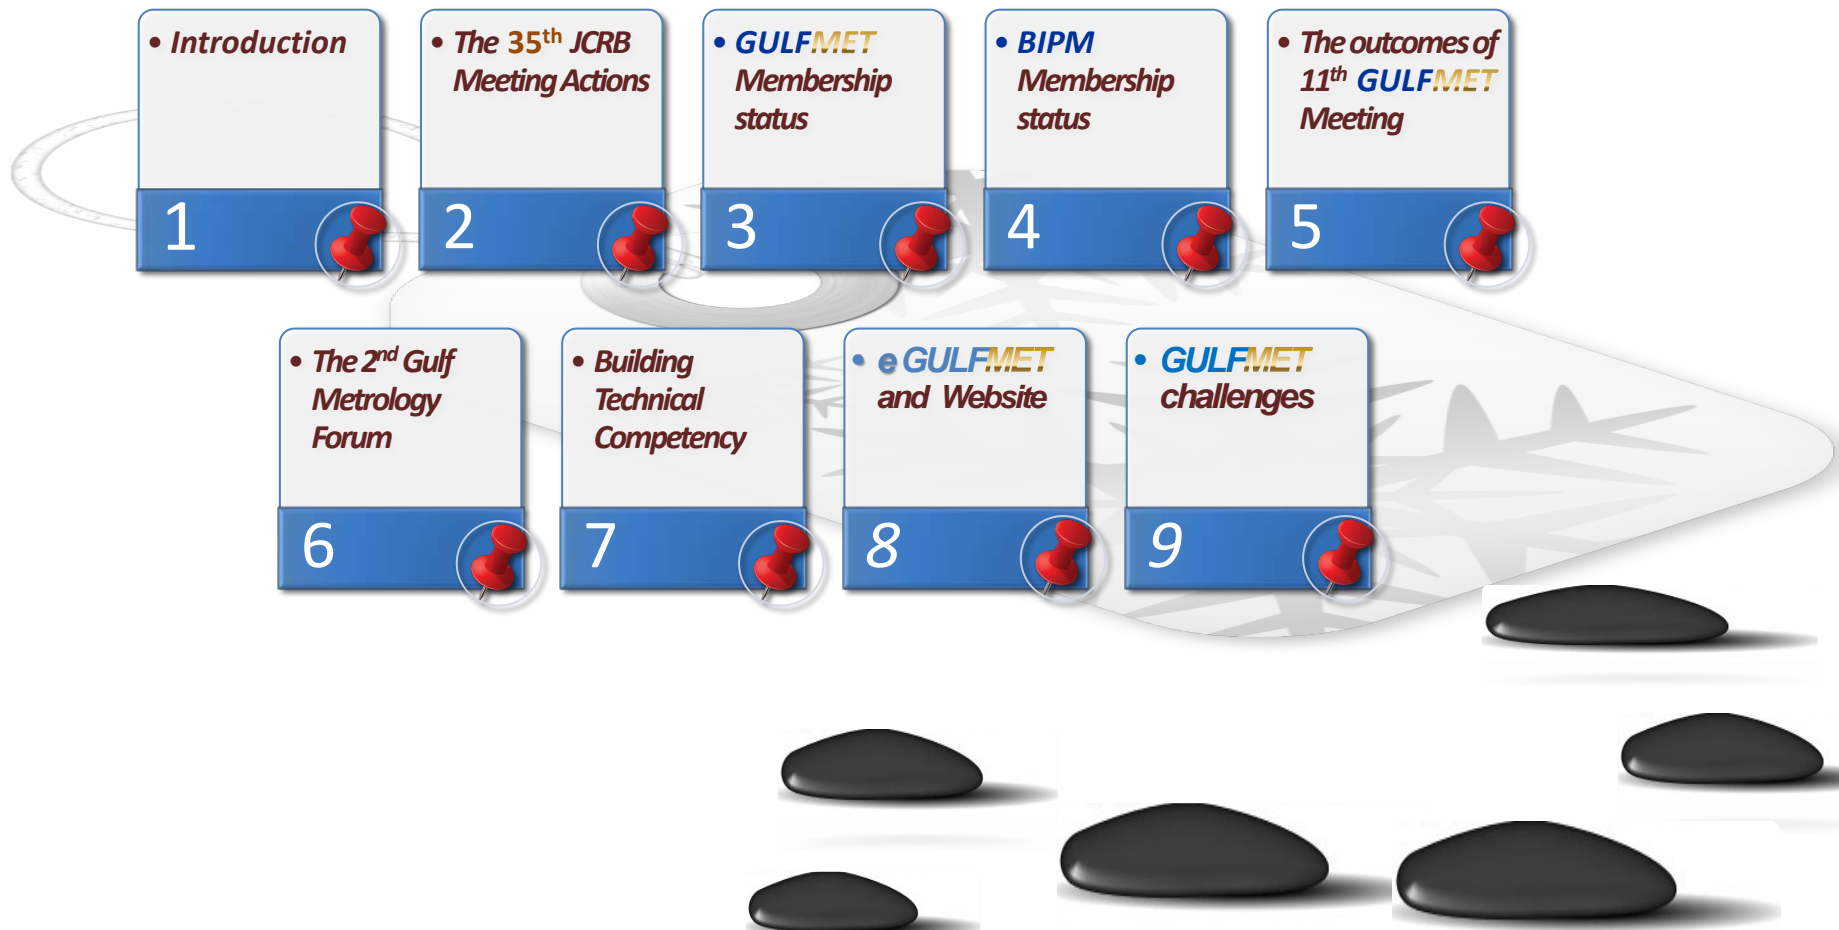 • Introduction
1
• The 35th JCRB
Meeting Actions
2
• GULFMET
Membership
status
3
• BIPM
Membership
status
4
• The outcomes of
11th GULFMET
Meeting
5
• The 2nd Gulf
Metrology
Forum
6
• Building
Technical
Competency
7
• e GULFMET
and Website
8
• GULFMET
challenges
9